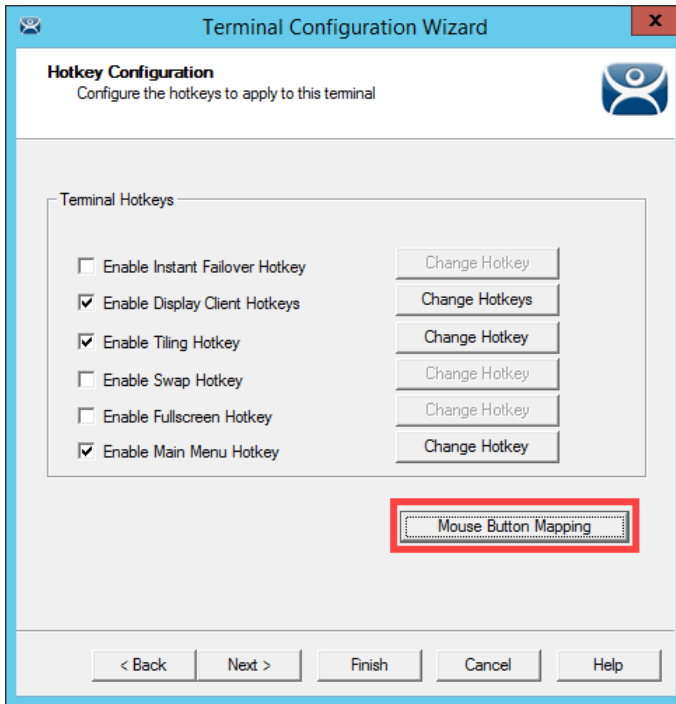 Terminal Configuration Wizard
x
Hotkey Configuration
Configure the hotkeys to apply to this terminal
Terminal Hotkeys
Enable Instant Failover Hotkey Change Hotkey
Enable Display Client Hotkeys Change Hotkeys
Enable Tiling Hotkey Change Hotkey
Enable Swap Hotkey Change Hotkey
Enable Fullscreen Hotkey Change Hotkey
Enable Main Menu Hotkey Change Hotkey
Mouse Button Mapping
< Back Next > Finish Cancel Help